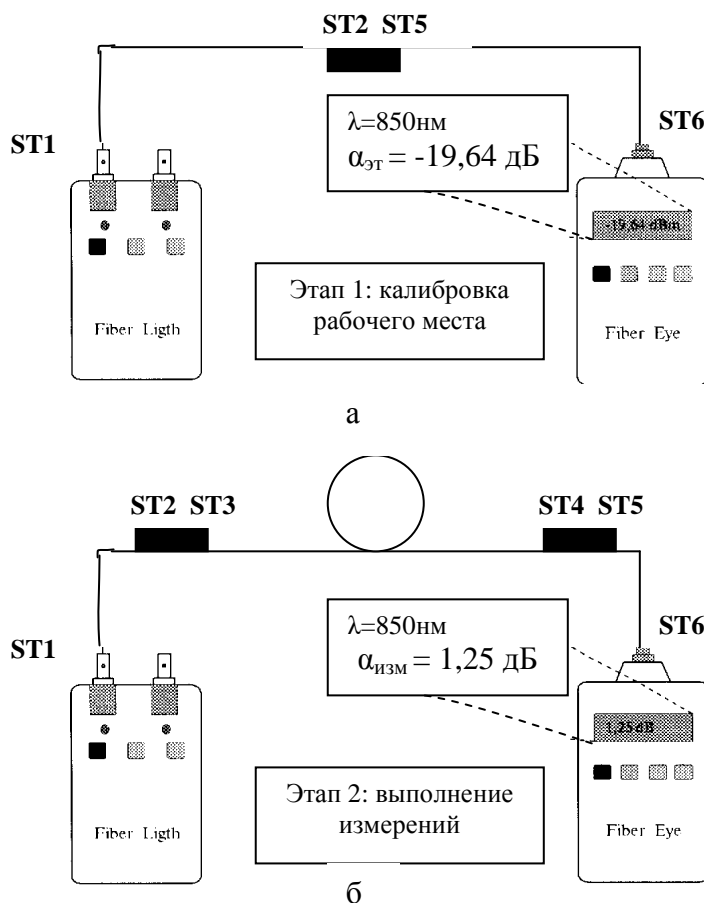 ST2 ST5
ST1
λ=850нм
α эт = -19,64 дБ
ST6
-19,64 dBm
Этап 1: калибровка
рабочего места
Fiber Ligth
Fiber Eye
а
ST2 ST3
ST4 ST5
ST1
λ=850нм
α изм = 1,25 дБ
ST6
1,25 dB
Этап 2: выполнение
измерений
Fiber Ligth
Fiber Eye
б